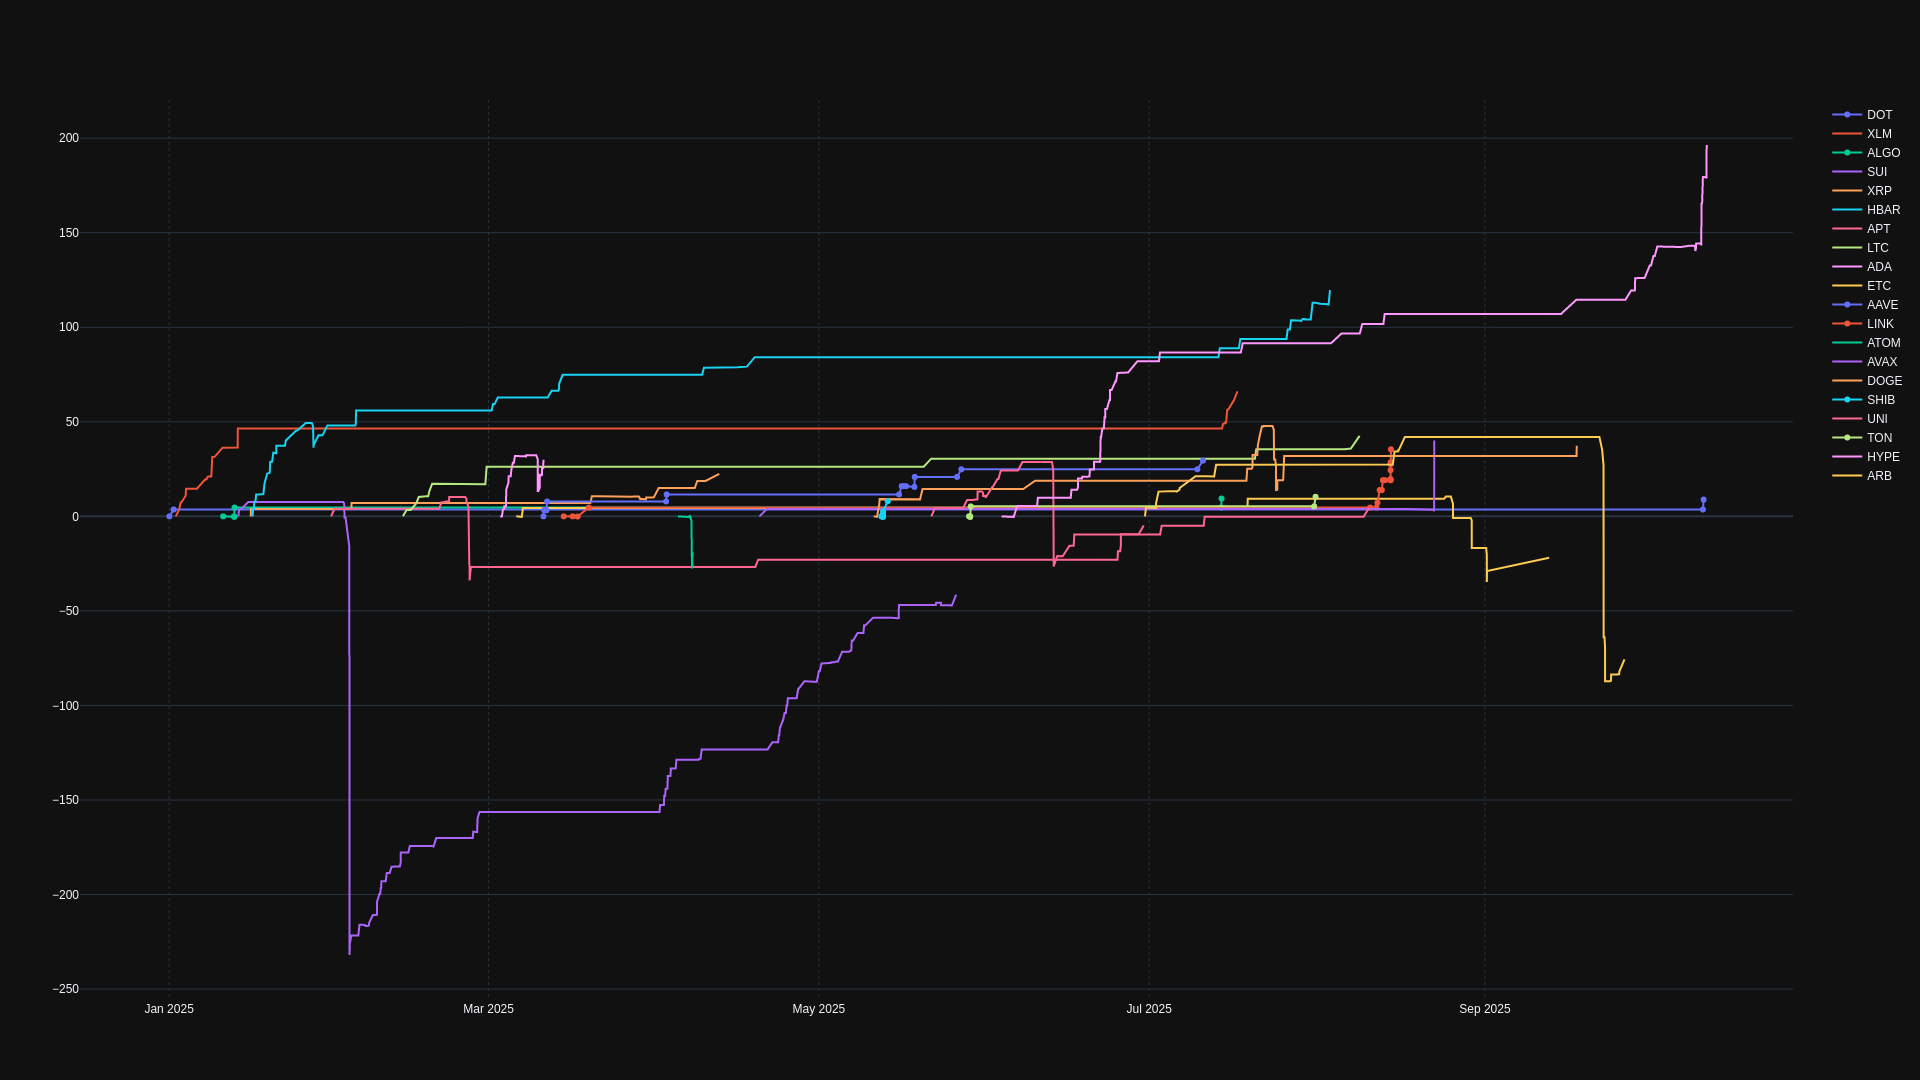 200
150
100
50
0
−50
−100
−150
−200
−250
Jan 2025
Mar 2025
May 2025
Jul 2025
Sep 2025
DOT
XLM
ALGO
SUI
XRP
HBAR
APT
LTC
ADA
ETC
AAVE
LINK
ATOM
AVAX
DOGE
SHIB
UNI
TON
HYPE
ARB